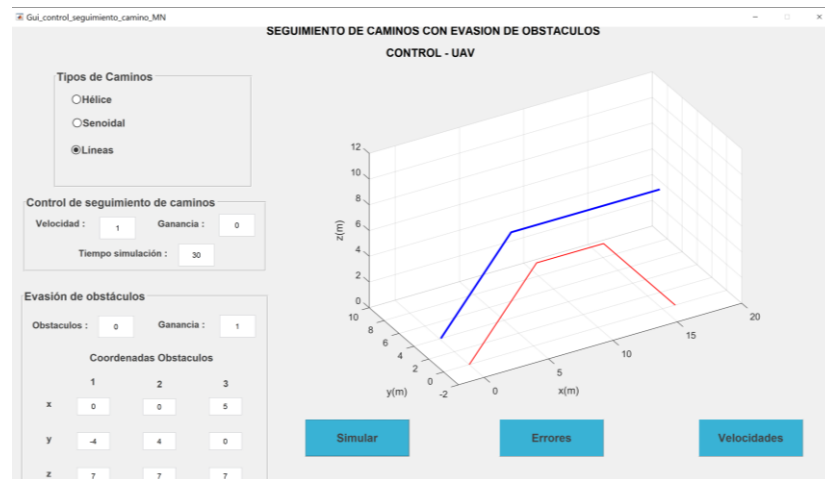 Gui_control_seguimiento_camino_MN
SEGUIMIENTO DE CAMINOS CON EVASION DE OBSTACULOS
CONTROL - UAV
Tipos de Caminos
Hélice
Senoidal
Líneas
Control de seguimiento de caminos
Velocidad : 1 Ganancia : 0
Tiempo simulación : 30
Evasión de obstáculos
Obstaculos : 0 Ganancia : 1
Coordenadas Obstaculos
1 2 3
x 0 0 5
y -4 4 0
z 7 7 7
z(m)
12
10
8
6
4
2
0
y(m)
10
8
6
4
2
0
-2
x(m)
0
5
10
15
20
Simular Errores Velocidades